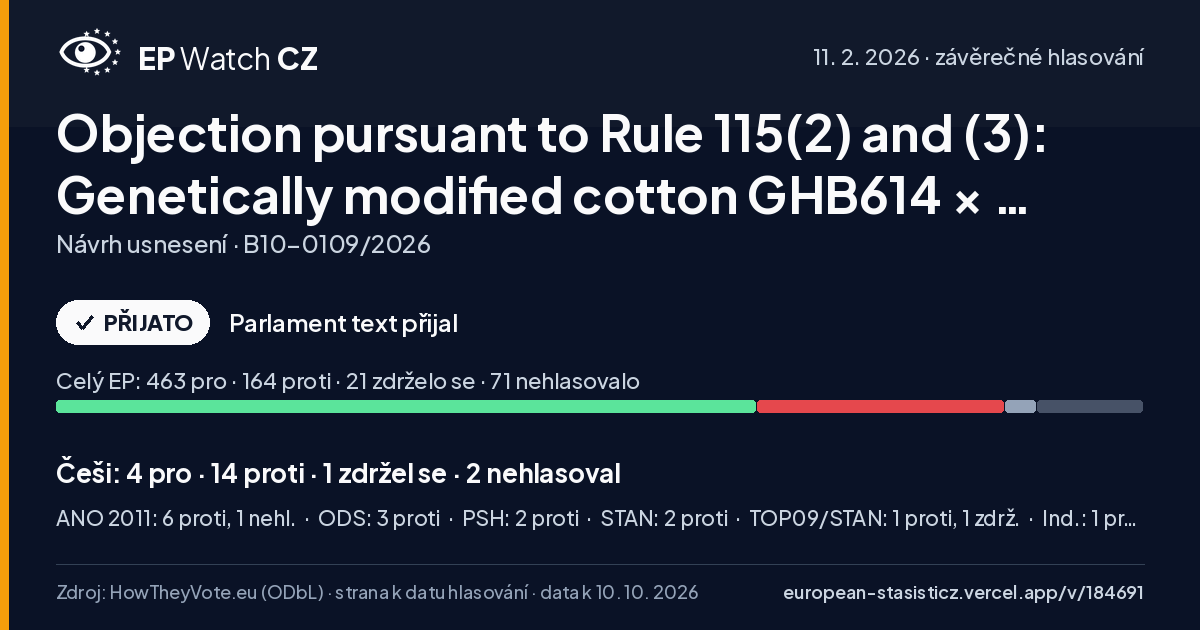 EP Watch CZ
11. 2. 2026 · závěrečné hlasování
Objection pursuant to Rule 115(2) and (3):
Genetically modified cotton GHB614 × …
Návrh usnesení · B10-0109/2026
✓ PŘIJATO
Parlament text přijal
Celý EP: 463 pro · 164 proti · 21 zdrželo se · 71 nehlasovalo
Češi: 4 pro · 14 proti · 1 zdržel se · 2 nehlasoval
ANO 2011: 6 proti, 1 nehl. · ODS: 3 proti · PSH: 2 proti · STAN: 2 proti · TOP09/STAN: 1 proti, 1 zdrž. · Ind.: 1 pr…
Zdroj: HowTheyVote.eu (ODbL) · strana k datu hlasování · data k 10. 10. 2026
european-stasisticz.vercel.app/v/184691